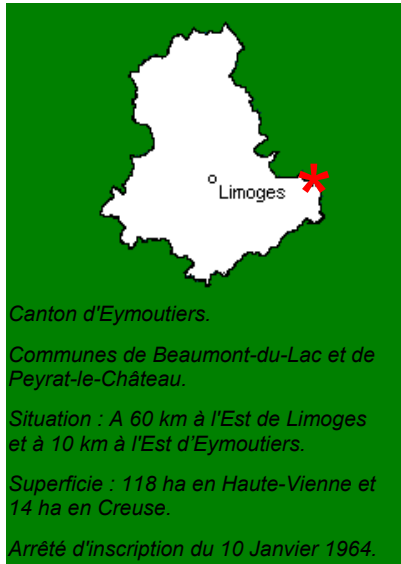 Limoges
Canton d'Eymoutiers.
Communes de Beaumont-du-Lac et de
Peyrat-le-Château.
Situation : A 60 km à l'Est de Limoges
et à 10 km à l'Est d’Eymoutiers.
Superficie : 118 ha en Haute-Vienne et
14 ha en Creuse.
Arrêté d'inscription du 10 Janvier 1964.